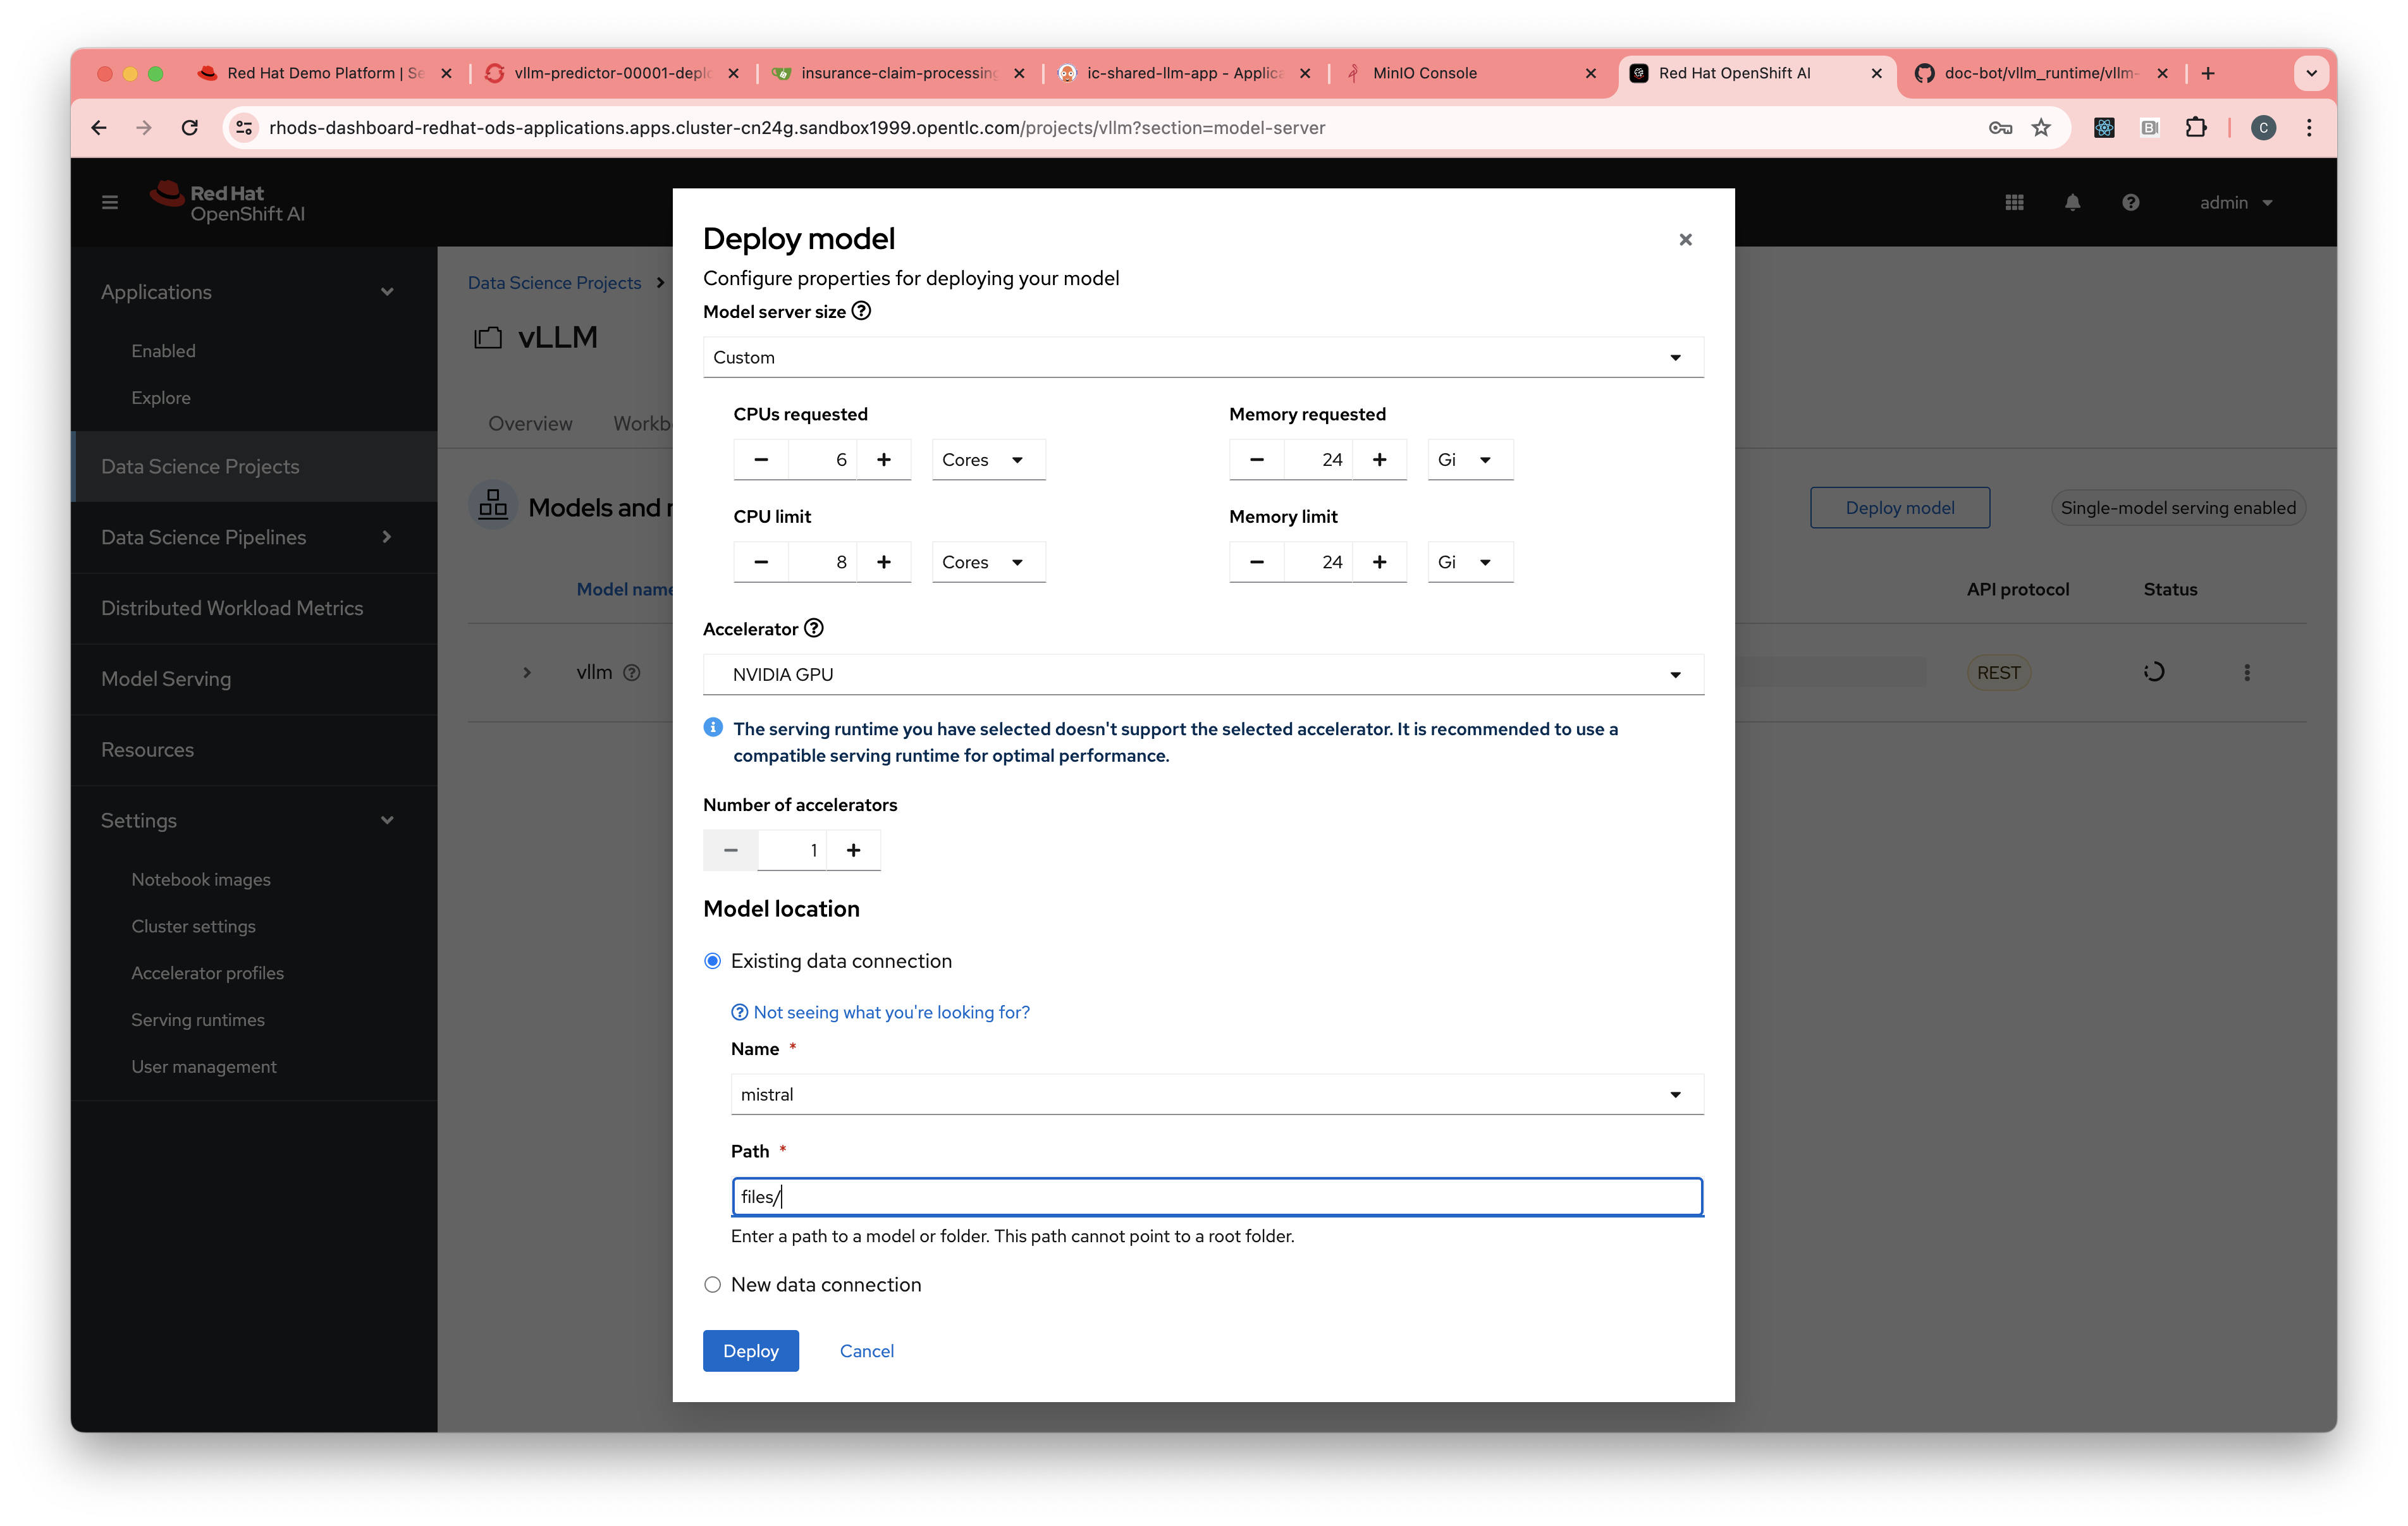 Red Hat Demo Platform | Se
vllm-predictor-00001-deplo
insurance-claim-processing
ic-shared-llm-app - Applica
MinIO Console
Red Hat OpenShift AI
doc-bot/vllm_runtime/vllm-
rhods-dashboard-redhat-ods-applications.apps.cluster-cn24g.sandbox1999.opentlc.com/projects/vllm?section=model-server
C
Red Hat
OpenShift AI
admin
Applications
Enabled
Explore
Data Science Projects
Data Science Pipelines
Distributed Workload Metrics
Model Serving
Resources
Settings
Notebook images
Cluster settings
Accelerator profiles
Serving runtimes
User management
Data Science Projects
vLLM
Overview
Workb
Models and
Deploy model
Single-model serving enabled
Model name
API protocol
Status
vllm
REST
Deploy model
Configure properties for deploying your model
Model server size
Custom
CPUs requested
Memory requested
6 Cores
24 Gi
CPU limit
Memory limit
8 Cores
24 Gi
Accelerator
NVIDIA GPU
The serving runtime you have selected doesn't support the selected accelerator. It is recommended to use a
compatible serving runtime for optimal performance.
Number of accelerators
1
Model location
Existing data connection
Not seeing what you're looking for?
Name *
mistral
Path *
files/
Enter a path to a model or folder. This path cannot point to a root folder.
New data connection
Deploy
Cancel